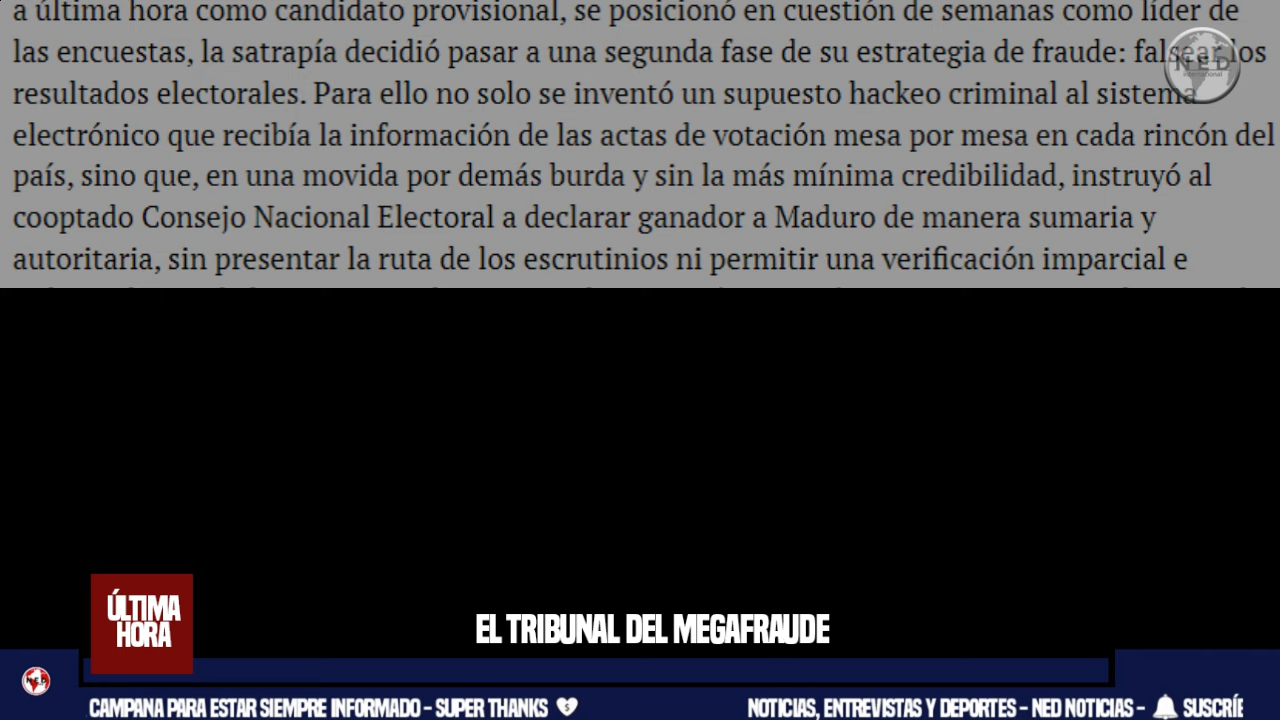 a última hora como candidato provisional, se posicionó en cuestión de semanas como líder de
las encuestas, la satrapía decidió pasar a una segunda fase de su estrategia de fraude: falsear los
resultados electorales. Para ello no solo se inventó un supuesto hackeo criminal al sistema
electrónico que recibía la información de las actas de votación mesa por mesa en cada rincón del
país, sino que, en una movida por demás burda y sin la más mínima credibilidad, instruyó al
cooptado Consejo Nacional Electoral a declarar ganador a Maduro de manera sumaria y
autoritaria, sin presentar la ruta de los escrutinios ni permitir una verificación imparcial e
NED
internacional
ÚLTIMA
HORA
EL TRIBUNAL DEL MEGAFRAUDE
NED
CAMPANA PARA ESTAR SIEMPRE INFORMADO - SUPER THANKS
NOTICIAS, ENTREVISTAS Y DEPORTES - NED NOTICIAS - SUSCRÍE